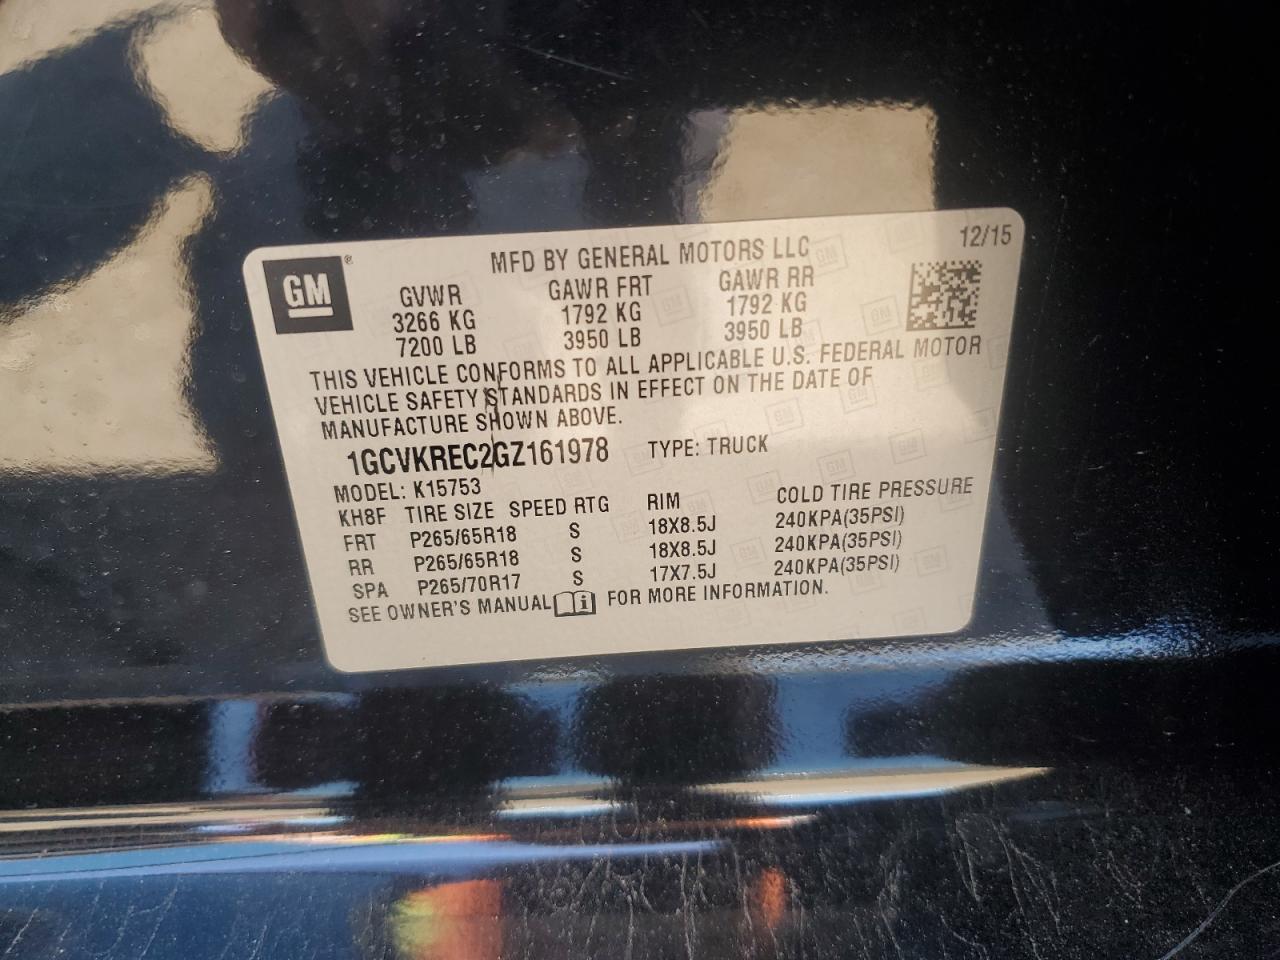 MFD BY GENERAL MOTORS LLC 12/15
GM®
GVWR GAWR FRT GAWR RR
3266 KG 1792 KG 1792 KG
7200 LB 3950 LB 3950 LB
THIS VEHICLE CONFORMS TO ALL APPLICABLE U.S. FEDERAL MOTOR
VEHICLE SAFETY STANDARDS IN EFFECT ON THE DATE OF
MANUFACTURE SHOWN ABOVE.
1GCVKREC2GZ161978 TYPE: TRUCK
MODEL: K15753
KH8F TIRE SIZE SPEED RTG RIM COLD TIRE PRESSURE
FRT P265/65R18 S 18X8.5J 240KPA(35PSI)
RR P265/65R18 S 18X8.5J 240KPA(35PSI)
SPA P265/70R17 S 17X7.5J 240KPA(35PSI)
SEE OWNER'S MANUAL i FOR MORE INFORMATION.